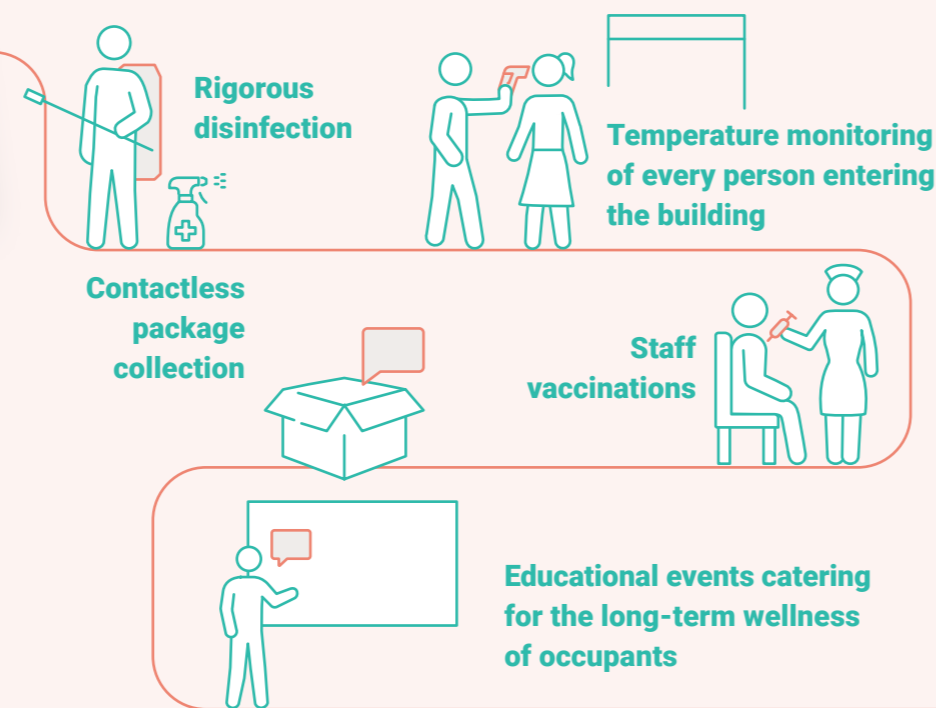 Rigorous
disinfection
Temperature monitoring
of every person entering
the building
Contactless
package
collection
Staff
vaccinations
Educational events catering
for the long-term wellness
of occupants